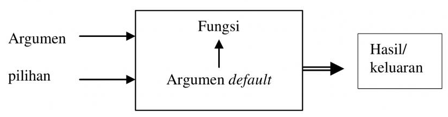 Argumen
pilihan
Fungsi
Argumen default
Hasil/
keluaran